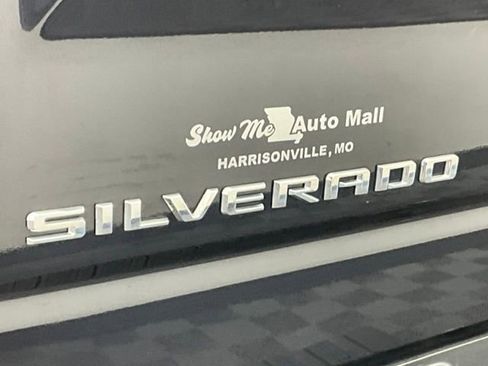 Show Me Auto Mall
HARRISONVILLE, MO
SILVERADO